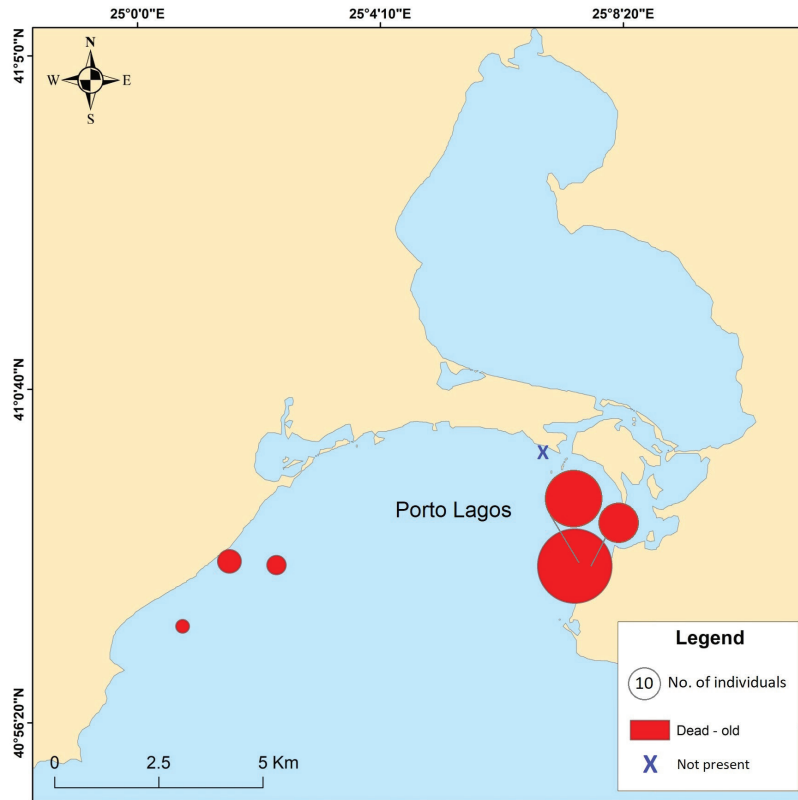 25°0'0"E 25°4'10"E 25°8'20"E
41°5'0"N
N
W E
S
41°0'40"N
X
Porto Lagos
40°56'20"N
Legend
10 No. of individuals
Dead - old
X Not present
0 2.5 5 Km